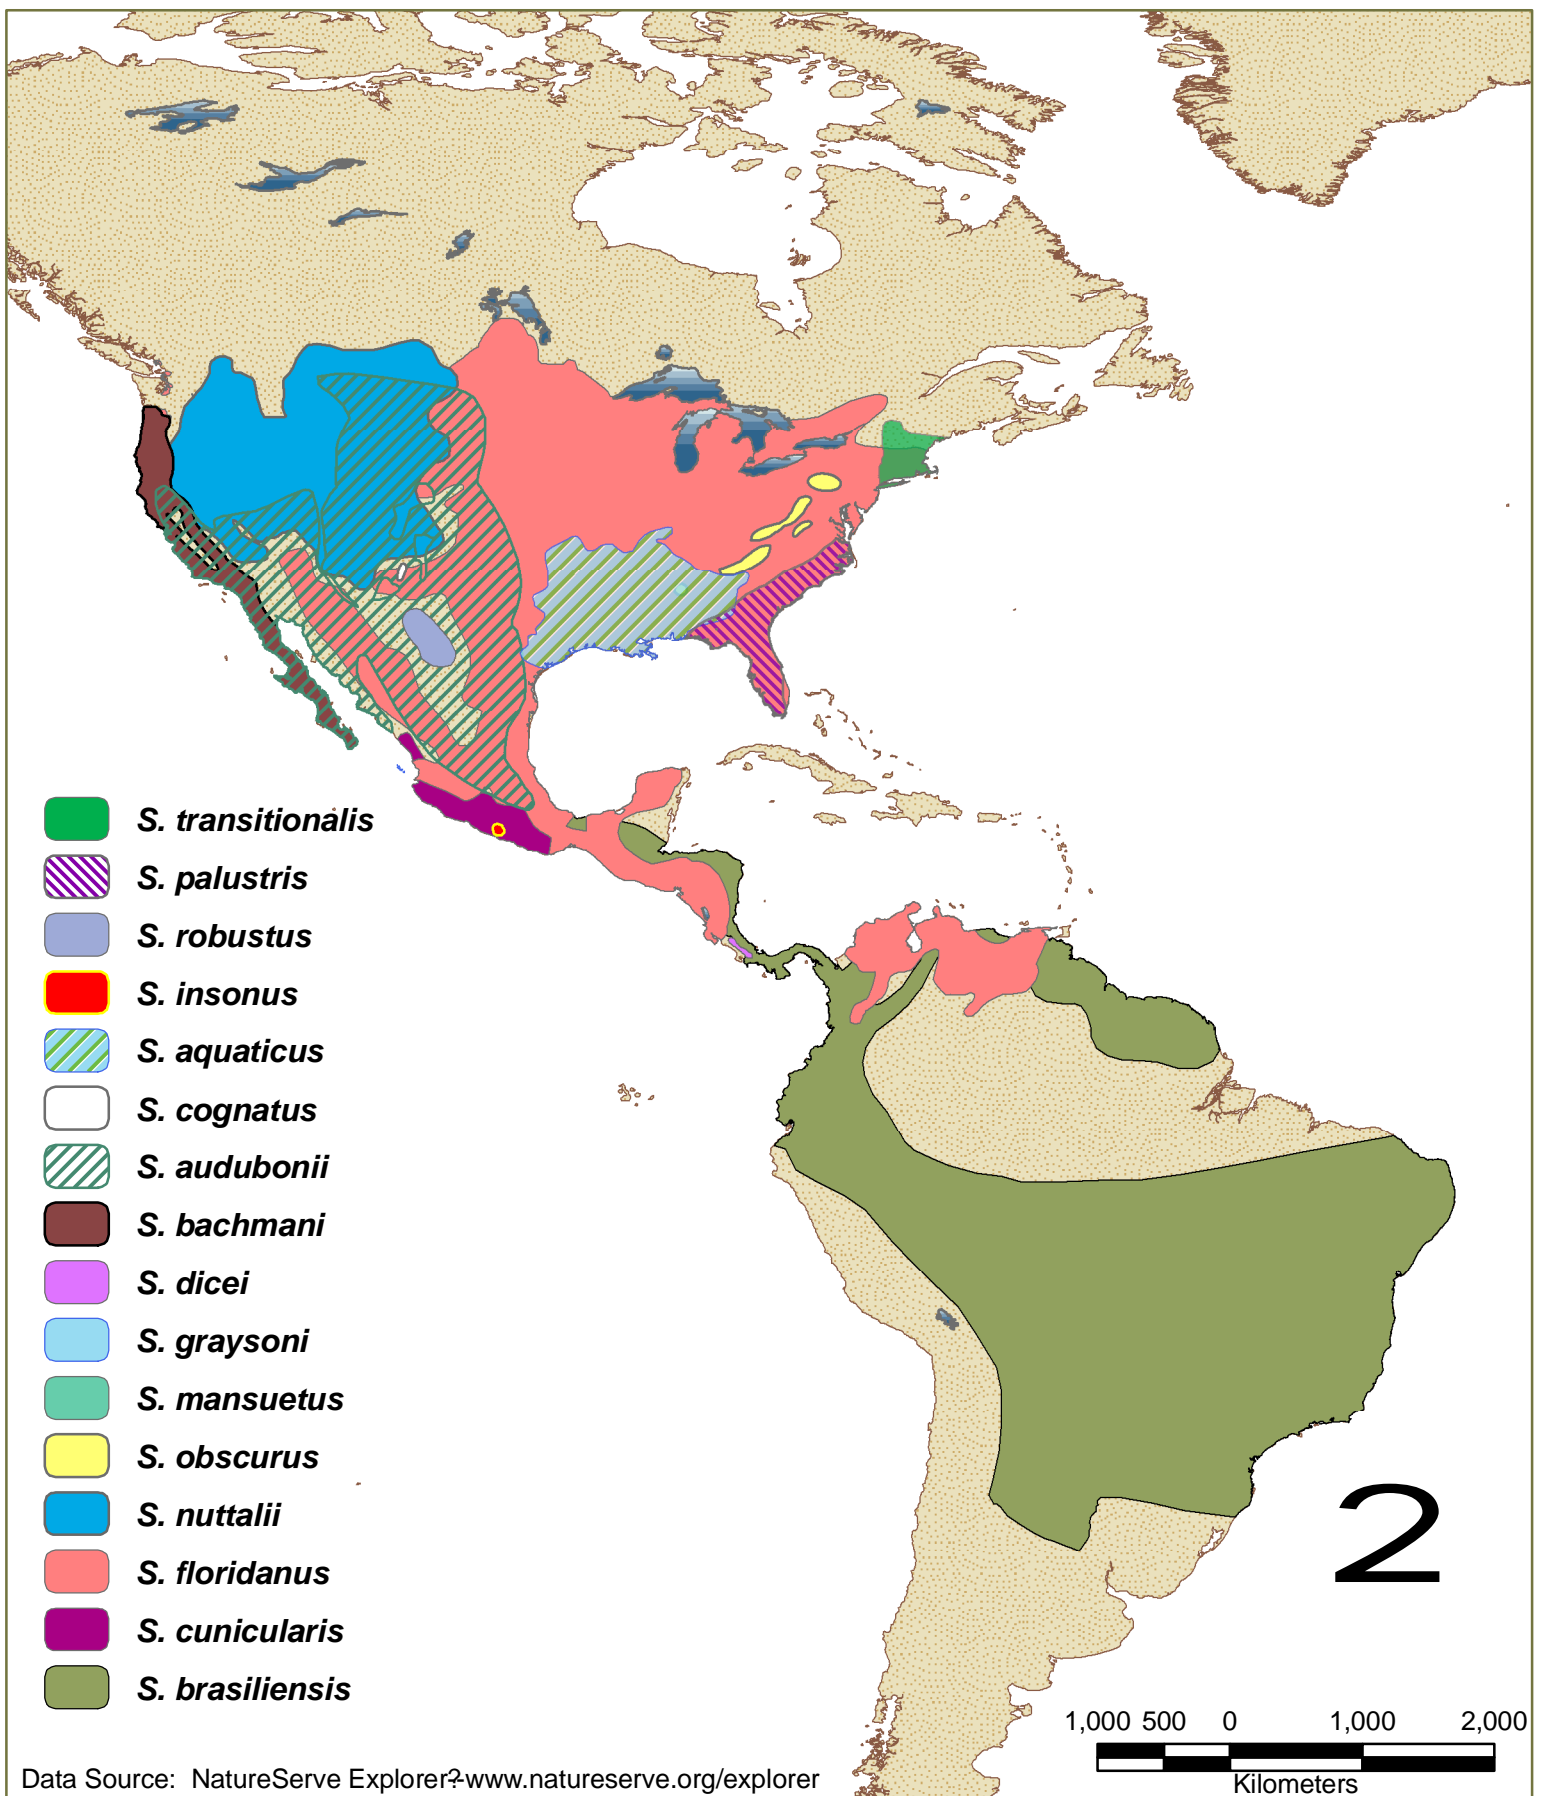 S. transitionalis
S. palustris
S. robustus
S. insonus
S. aquaticus
S. cognatus
S. audubonii
S. bachmani
S. dicei
S. graysoni
S. mansuetus
S. obscurus
S. nuttalii
S. floridanus
S. cunicularis
S. brasiliensis
2
1,000 500 0 1,000 2,000
Kilometers
Data Source: NatureServe Explorer?-www.natureserve.org/explorer